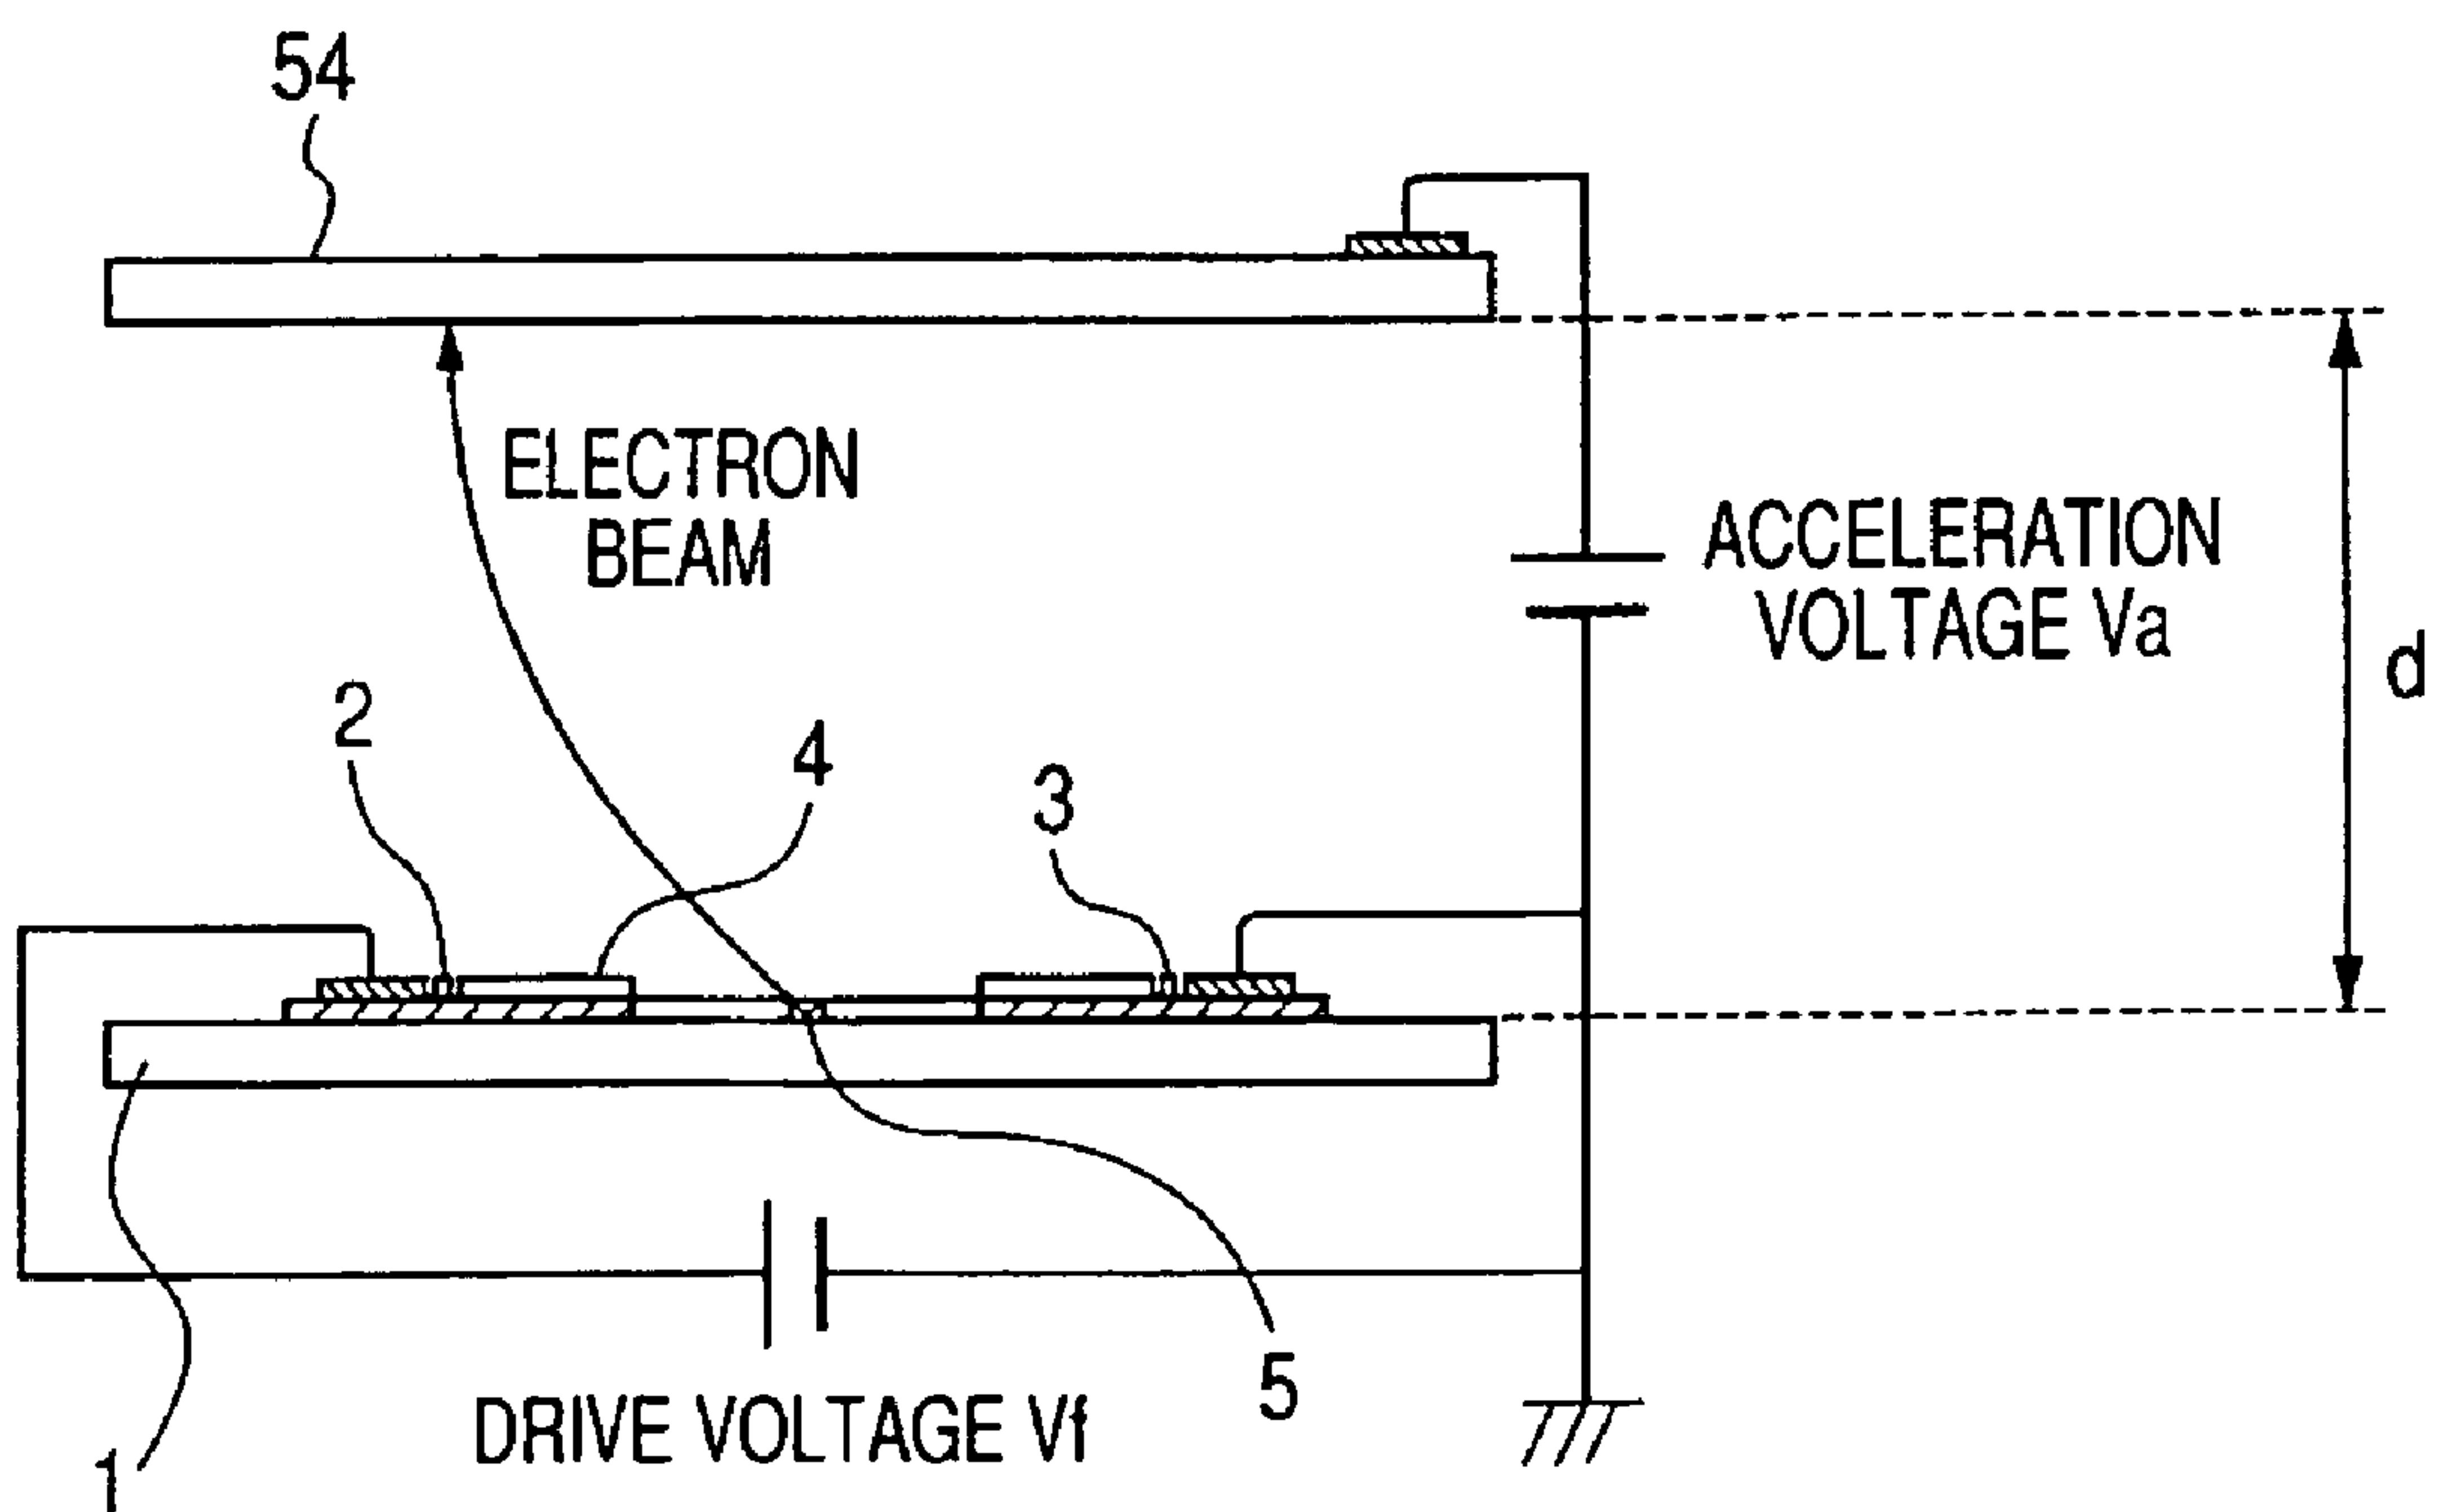 54
ELECTRON
BEAM
ACCELERATION
VOLTAGE Va
d
2
4
3
5
DRIVE VOLTAGE Vf
1